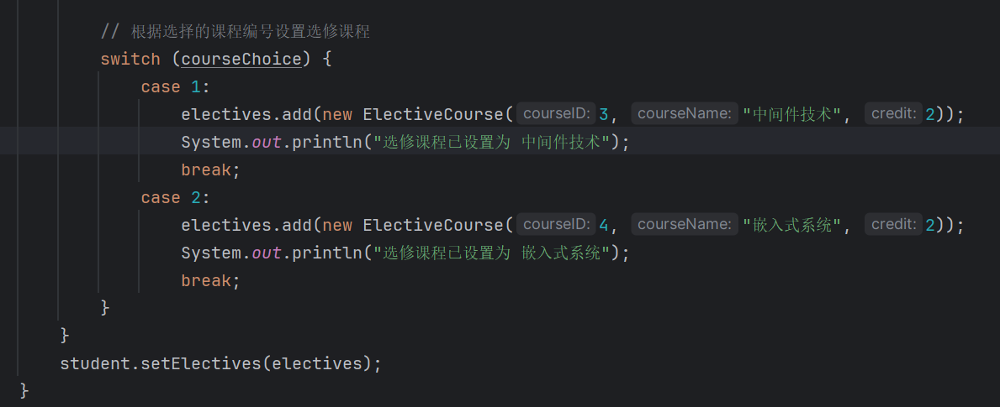 // 根据选择的课程编号设置选修课程
switch (courseChoice) {
case 1:
electives.add(new ElectiveCourse( courseID: 3, courseName: "中间件技术", credit: 2));
System.out.println("选修课程已设置为 中间件技术");
break;
case 2:
electives.add(new ElectiveCourse( courseID: 4, courseName: "嵌入式系统", credit: 2));
System.out.println("选修课程已设置为 嵌入式系统");
break;
}
}
student.setElectives(electives);
}